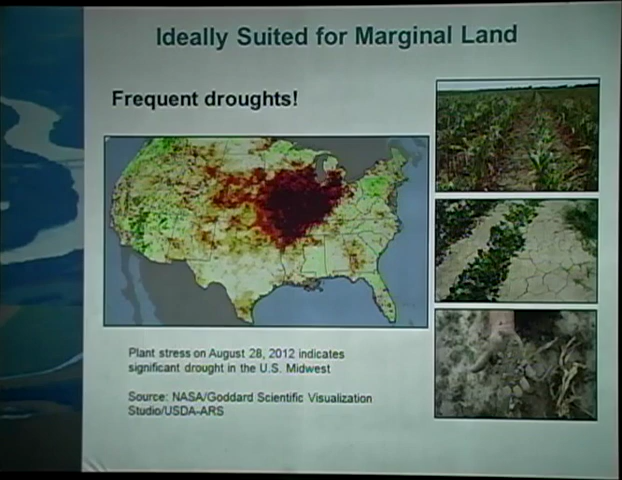 Ideally Suited for Marginal Land
Frequent droughts!
Plant stress on August 28, 2012 indicates
significant drought in the U.S. Midwest
Source: NASA/Goddard Scientific Visualization
Studio/USDA-ARS